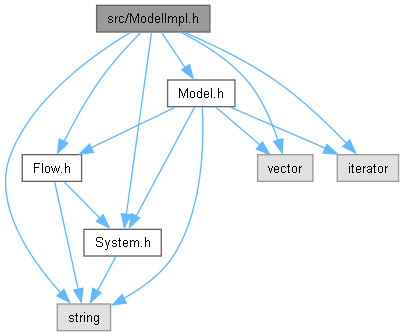 src/ModelImpl.h
Model.h
Flow.h
vector
iterator
System.h
string